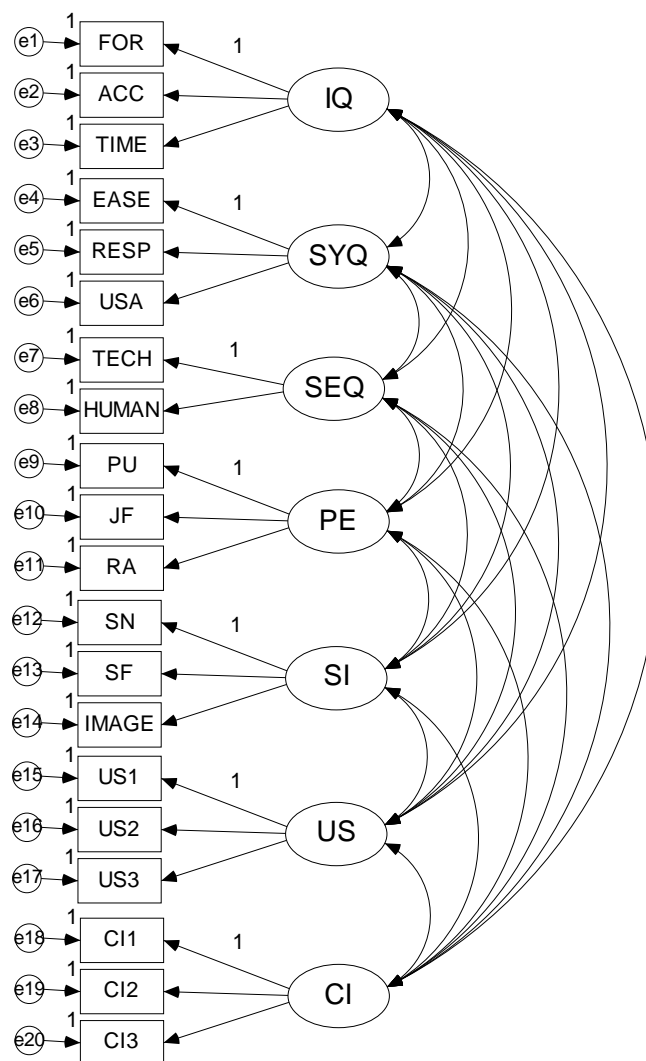 1
e1 FOR 1
1
e2 ACC IQ
1
e3 TIME
1
e4 EASE 1
1
e5 RESP SYQ
1
e6 USA
1
e7 TECH 1
1 SEQ
e8 HUMAN
1
e9 PU 1
1
e10 JF PE
1
e11 RA
1
e12 SN 1
1
e13 SF SI
1
e14 IMAGE
1
e15 US1 1
1
e16 US2 US
1
e17 US3
1
e18 CI1 1
1
e19 CI2 CI
1
e20 CI3